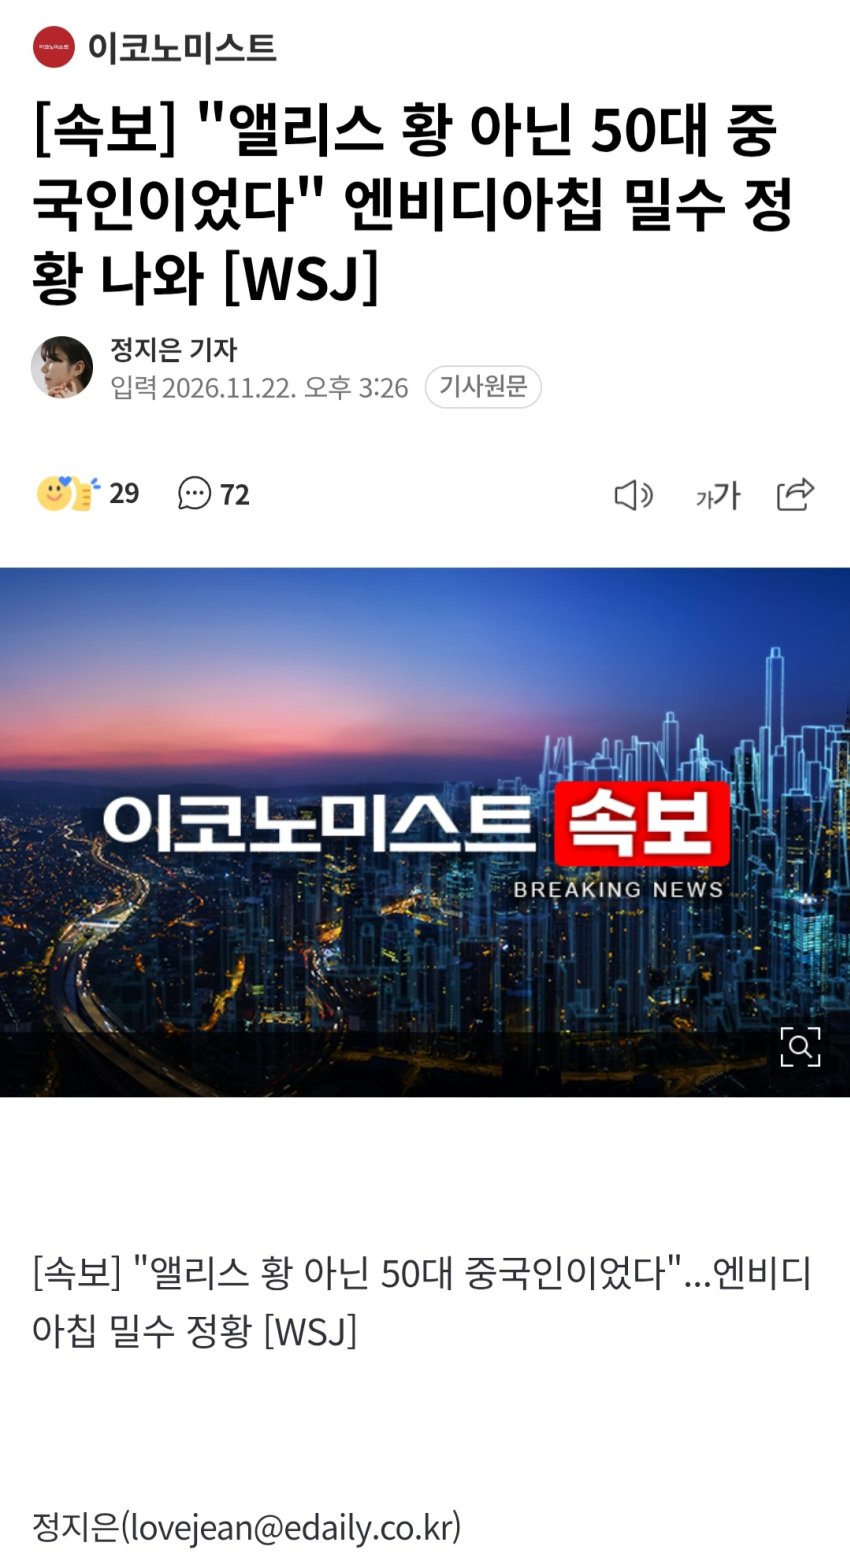 이코노미스트
[속보] "앨리스 황 아닌 50대 중
국인이었다" 엔비디아칩 밀수 정
황 나와 [WSJ]
정지은 기자
입력 2026.11.22. 오후 3:26 기사원문
29 72 가가
이코노미스트 속보
BREAKING NEWS
[속보] "앨리스 황 아닌 50대 중국인이었다"...엔비디
아칩 밀수 정황 [WSJ]
정지은(lovejean@edaily.co.kr)